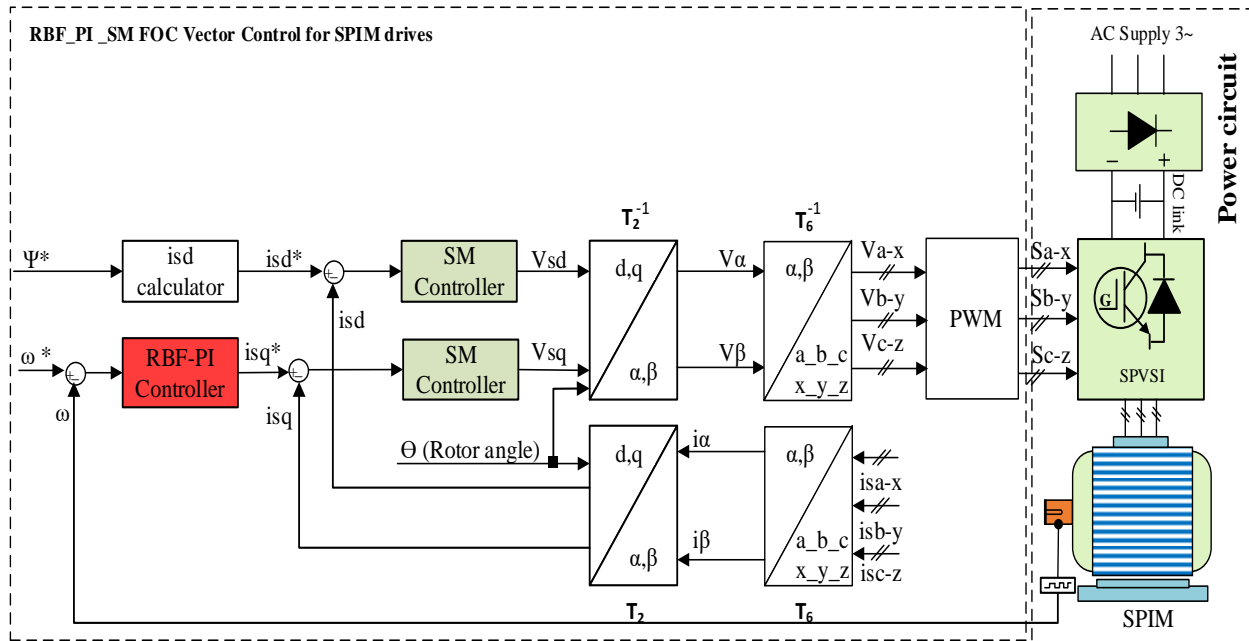 RBF_PI _SM FOC Vector Control for SPIM drives
AC Supply 3~
Power circuit
− +
DC link
T2-1
T6-1
Ψ*
isd
calculator
isd*
+
−
SM
Controller
Vsd
d,q
α,β
Vα
Vβ
α,β
a_b_c
x_y_z
Va-x
Vb-y
Vc-z
PWM
Sa-x
Sb-y
Sc-z
G
SPVSI
isd
ω*
+
−
ω
RBF-PI
Controller
isq*
+
−
SM
Controller
Vsq
isq
Θ (Rotor angle)
d,q
α,β
iα
iβ
α,β
a_b_c
x_y_z
isa-x
isb-y
isc-z
T2
T6
SPIM